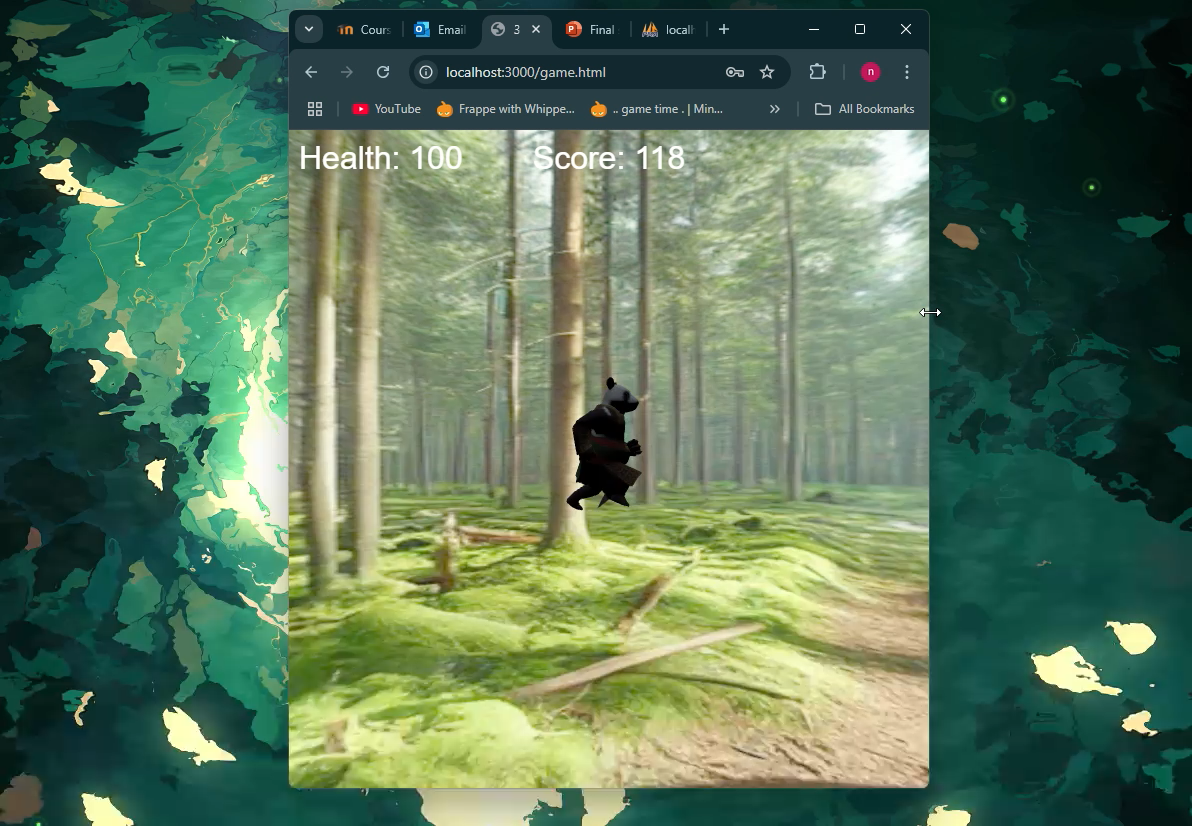 Cours
Email
3
Final
localh
localhost:3000/game.html
n
YouTube
Frappe with Whippe...
.. game time . | Min...
All Bookmarks
Health: 100
Score: 118